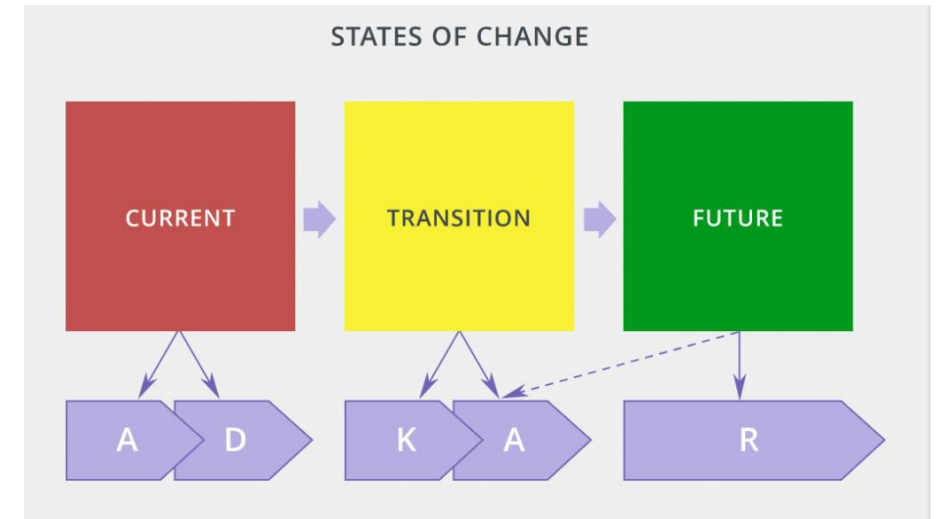 STATES OF CHANGE
CURRENT
TRANSITION
FUTURE
A
D
K
A
R